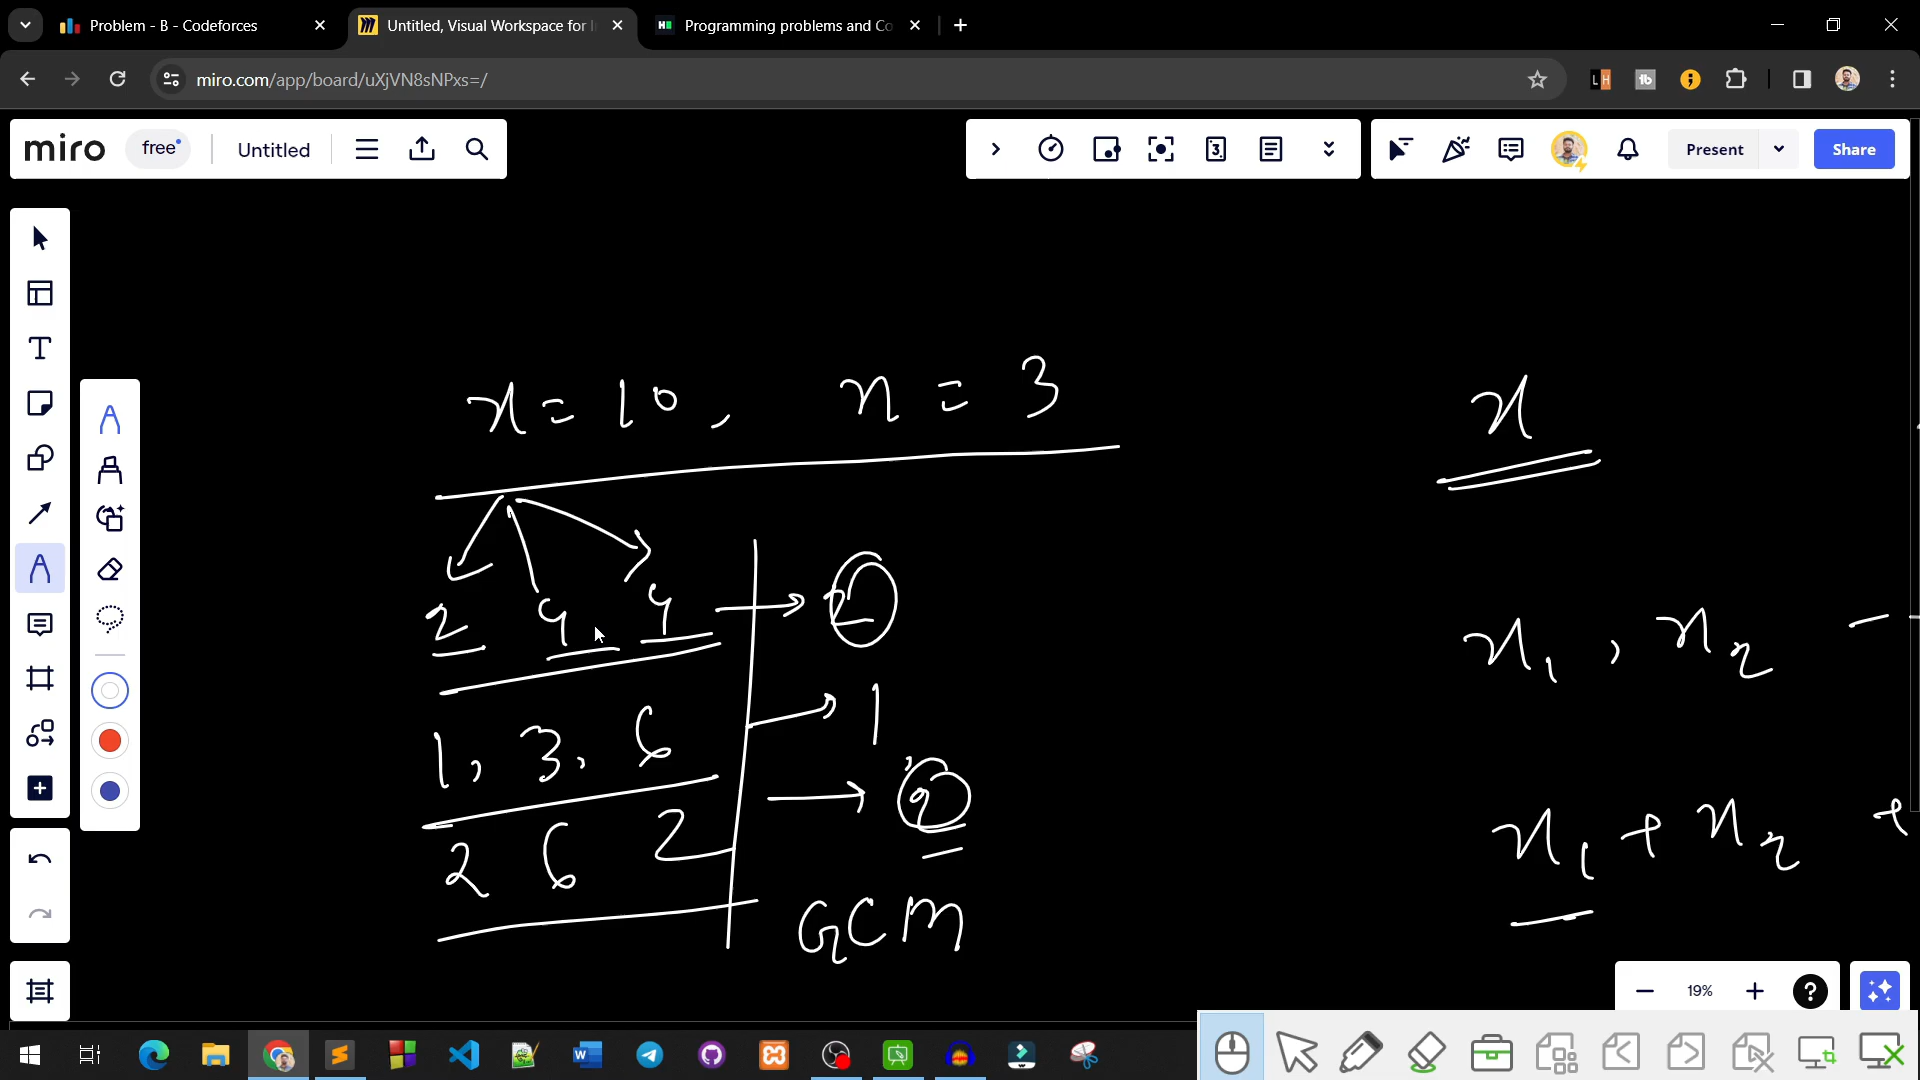 Problem - B - Codeforces
Untitled, Visual Workspace for I
Programming problems and Co
miro.com/app/board/uXjVN8sNPxs=/
miro free Untitled
Present Share
x = 10, n = 3
x
2 4 4 → 2
x1, x2 -
1, 3, 6 → 1,
→ 2
x1 + x2 +
2 6 2
GCM
19%